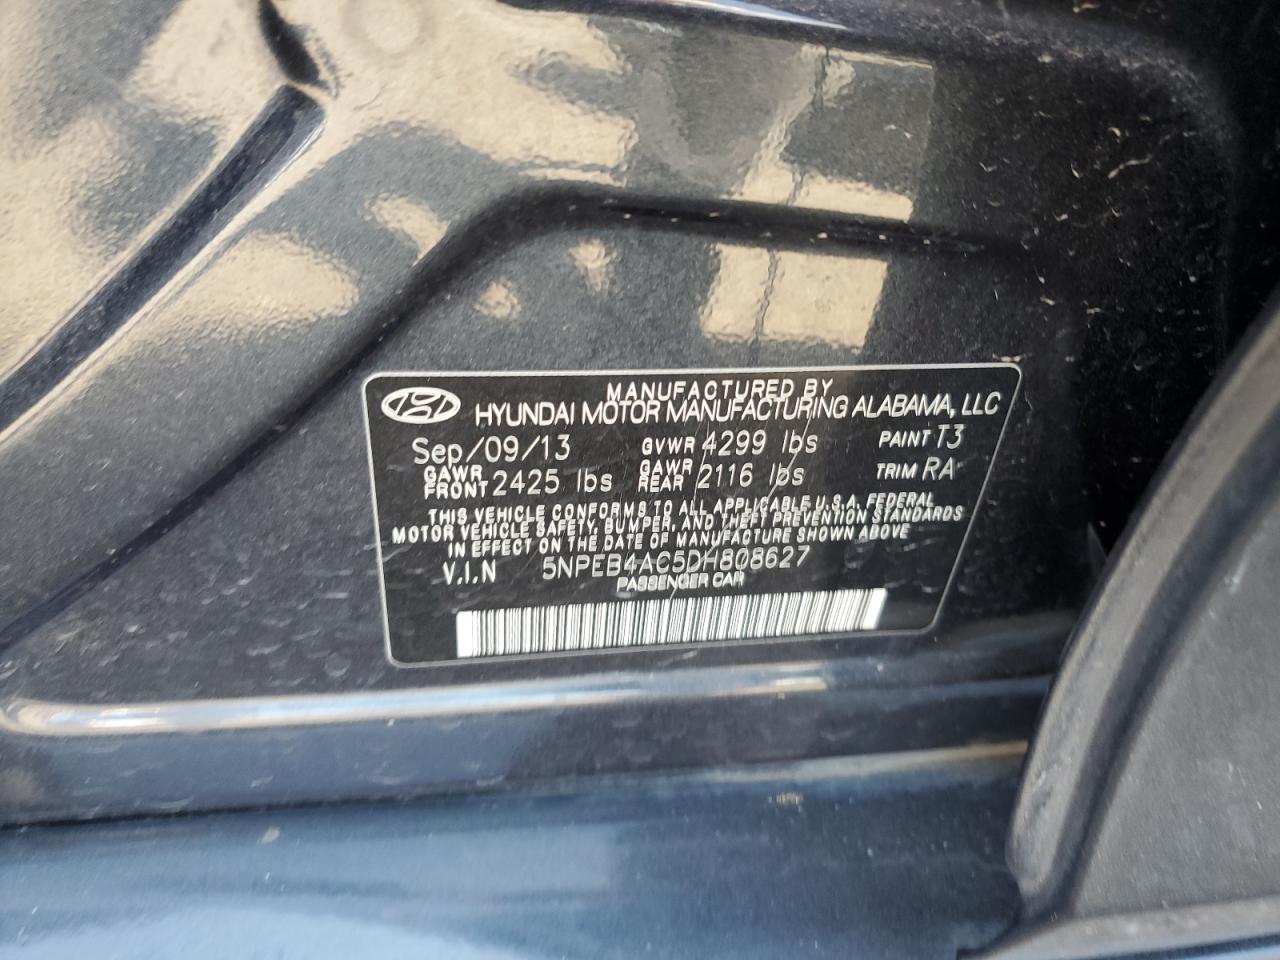 MANUFACTURED BY
HYUNDAI MOTOR MANUFACTURING ALABAMA, LLC
Sep/09/13 GVWR 4299 lbs PAINT T3
GAWR FRONT 2425 lbs GAWR REAR 2116 lbs TRIM RA
THIS VEHICLE CONFORMS TO ALL APPLICABLE U.S.A. FEDERAL
MOTOR VEHICLE SAFETY, BUMPER, AND THEFT PREVENTION STANDARDS
IN EFFECT ON THE DATE OF MANUFACTURE SHOWN ABOVE
V.I.N 5NPEB4AC5DH808627
PASSENGER CAR